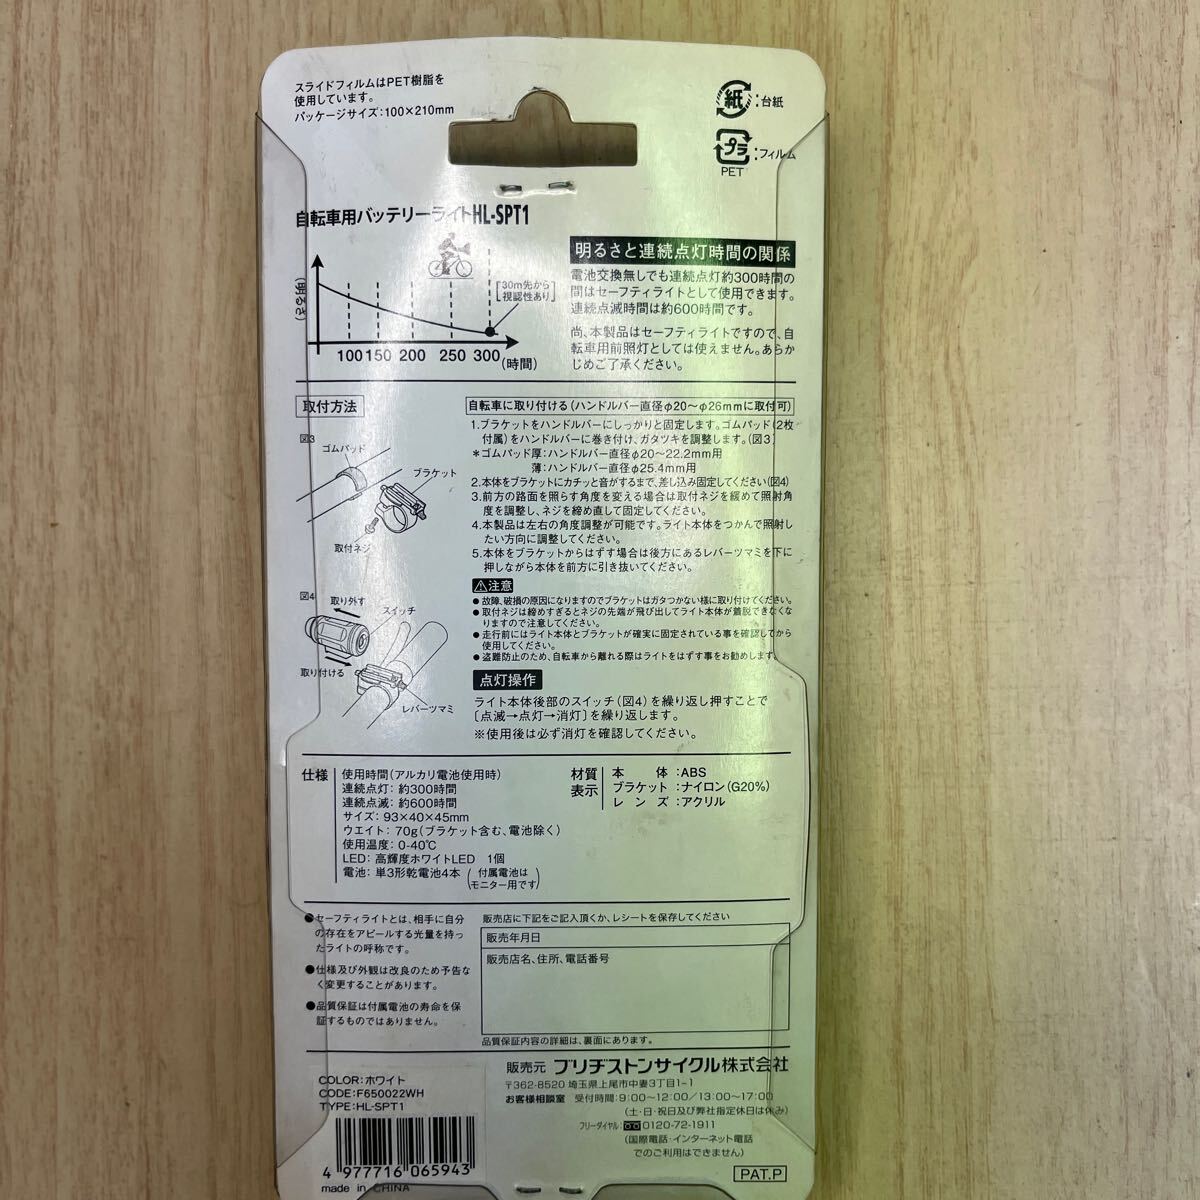 スライドフィルムはPET樹脂を
使用しています。
パッケージサイズ:100×210mm
紙:台紙
プラ:フィルム
PET
自転車用バッテリーライトHL-SPT1
(明るさ)
[30m先から
視認性あり]
100 150 200 250 300 (時間)
明るさと連続点灯時間の関係
電池交換無しでも連続点灯約300時間の
間はセーフティライトとして使用できます。
連続点滅時間は約600時間です。
尚、本製品はセーフティライトですので、自
転車用前照灯としては使えません。あらか
じめご了承ください。
取付方法
図3
ゴムパッド
ブラケット
取付ネジ
図4
取り外す
スイッチ
取り付ける
レバーツマミ
自転車に取り付ける(ハンドルバー直径φ20〜φ26mmに取付可)
1.ブラケットをハンドルバーにしっかりと固定します。ゴムパッド(2枚
付属)をハンドルバーに巻き付け、ガタツキを調整します。(図3)
*ゴムパッド厚:ハンドルバー直径φ20〜22.2mm用
薄:ハンドルバー直径φ25.4mm用
2.本体をブラケットにカチッと音がするまで、差し込み固定してください(図4)
3.前方の路面を照らす角度を変える場合は取付ネジを緩めて照射角
度を調整し、ネジを締め直して固定してください。
4.本製品は左右の角度調整が可能です。ライト本体をつかんで照射し
たい方向に調整してください。
5.本体をブラケットからはずす場合は後方にあるレバーツマミを下に
押しながら本体を前方に引き抜いてください。
⚠注意
●故障、破損の原因になりますのでブラケットはガタつかない様に取り付けてください。
●取付ネジは締めすぎるとネジの先端が飛び出してライト本体が着脱できなくな
りますので注意してください。
●走行前にはライト本体とブラケットが確実に固定されている事を確認してから
使用してください。
●盗難防止のため、自転車から離れる際はライトをはずす事をお勧めします。
点灯操作
ライト本体後部のスイッチ(図4)を繰り返し押すことで
[点滅→点灯→消灯]を繰り返します。
※使用後は必ず消灯を確認してください。
仕様
使用時間(アルカリ電池使用時)
連続点灯:約300時間
連続点滅:約600時間
サイズ:93×40×45mm
ウエイト:70g(ブラケット含む、電池除く)
使用温度:0-40℃
LED:高輝度ホワイトLED 1個
電池:単3形乾電池4本 (付属電池は
モニター用です)
材質
表示
本体:ABS
ブラケット:ナイロン(G20%)
レンズ:アクリル
●セーフティライトとは、相手に自分
の存在をアピールする光量を持っ
たライトの呼称です。
●仕様及び外観は改良のため予告な
く変更することがあります。
●品質保証は付属電池の寿命を保
証するものではありません。
販売店に下記をご記入頂くか、レシートを保存してください
販売年月日
販売店名、住所、電話番号
品質保証内容の詳細は、裏面にあります。
COLOR:ホワイト
CODE:F650022WH
TYPE:HL-SPT1
4 977716 065943
made in CHINA
販売元 ブリヂストンサイクル株式会社
〒362-8520 埼玉県上尾市中妻3丁目1-1
お客様相談室 受付時間:9:00〜12:00/13:00〜17:00
(土・日・祝日及び弊社指定休日は休み)
フリーダイヤル:0120-72-1911
(国際電話・インターネット電話
でのご利用はできません)
PAT.P